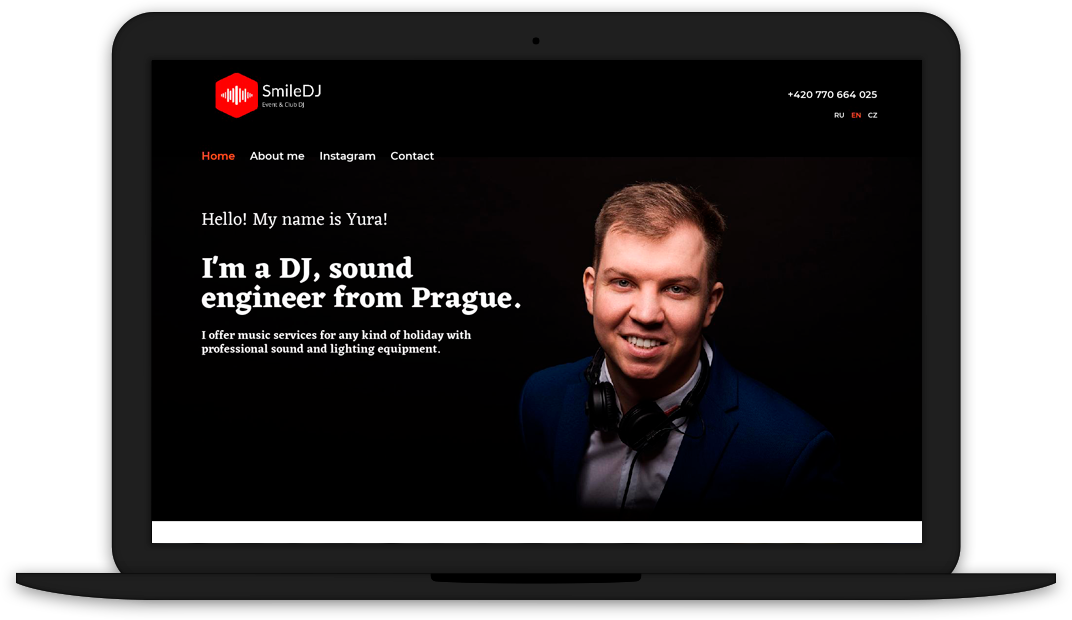 SmileDJ
Event & Club DJ
+420 770 664 025
RU EN CZ
Home About me Instagram Contact
Hello! My name is Yura!
I'm a DJ, sound
engineer from Prague.
I offer music services for any kind of holiday with
professional sound and lighting equipment.